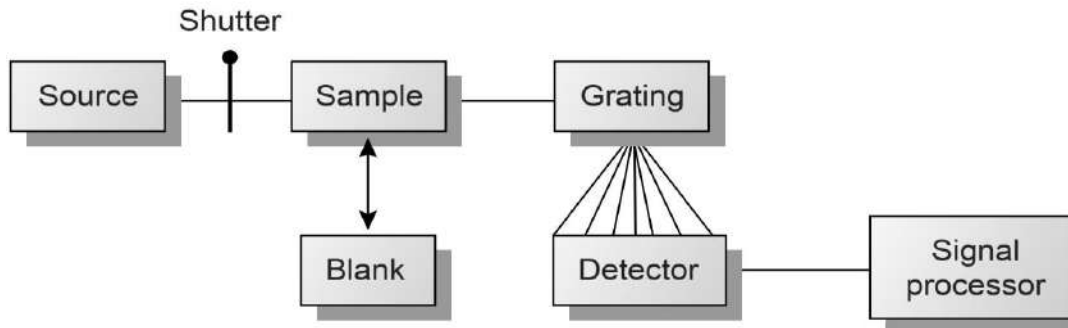 Shutter
Source
Sample
Grating
Blank
Detector
Signal
processor